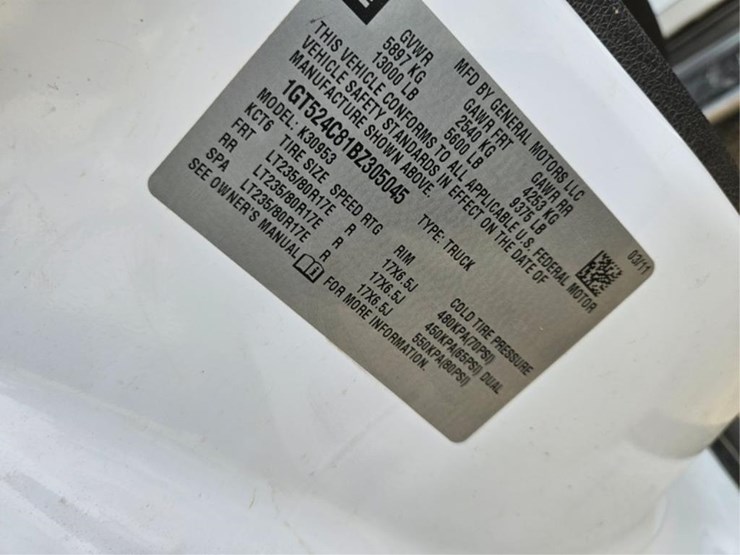 MFD BY GENERAL MOTORS LLC 03/11
GVWR GAWR FRT GAWR RR
5897 KG 2540 KG 4253 KG
13000 LB 5600 LB 9375 LB
THIS VEHICLE CONFORMS TO ALL APPLICABLE U.S. FEDERAL MOTOR
VEHICLE SAFETY STANDARDS IN EFFECT ON THE DATE OF
MANUFACTURE SHOWN ABOVE.
1GT524C81BZ305045 TYPE: TRUCK
MODEL: K30953
KCT6 TIRE SIZE SPEED RTG RIM COLD TIRE PRESSURE
FRT LT235/80R17E R 17X6.5J 480KPA(70PSI)
RR LT235/80R17E R 17X6.5J 450KPA(65PSI) DUAL
SPA LT235/80R17E R 17X6.5J 550KPA(80PSI)
SEE OWNER'S MANUAL FOR MORE INFORMATION.